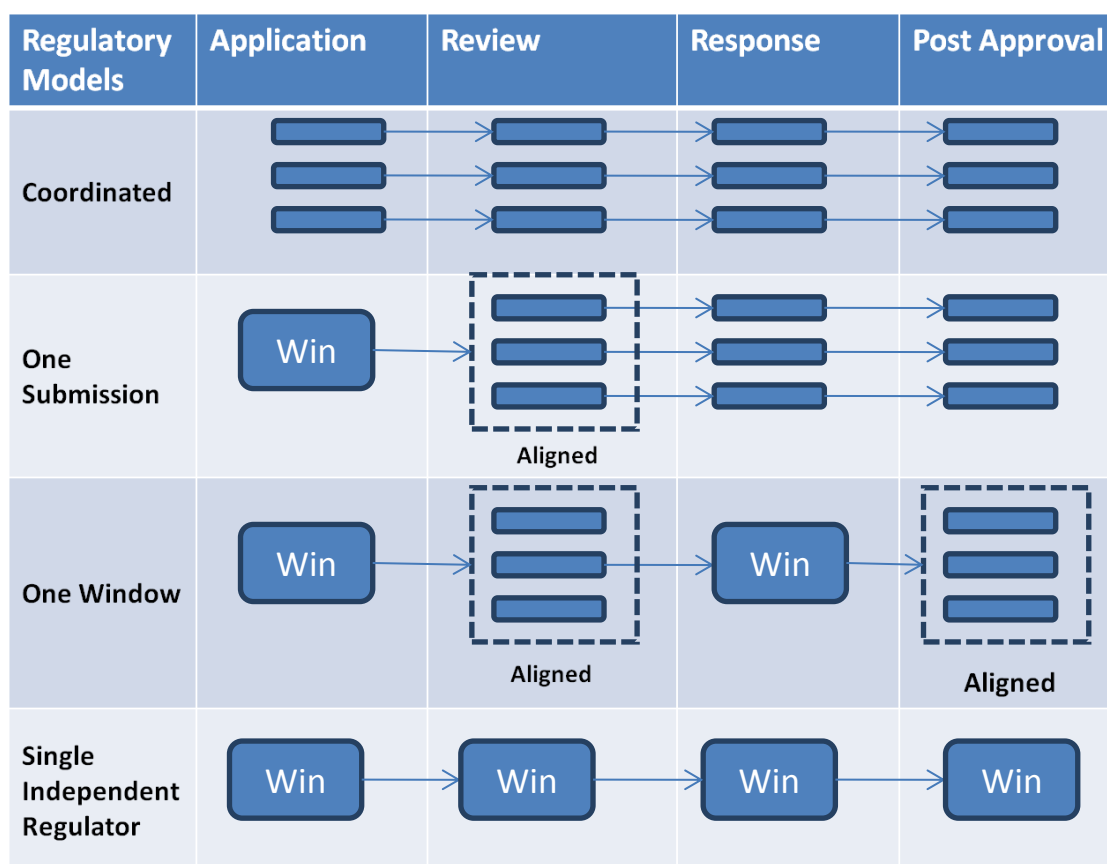 Regulatory Models
Application
Review
Response
Post Approval
Coordinated
One
Submission
Win
Aligned
One Window
Win
Aligned
Win
Aligned
Single
Independent
Regulator
Win
Win
Win
Win